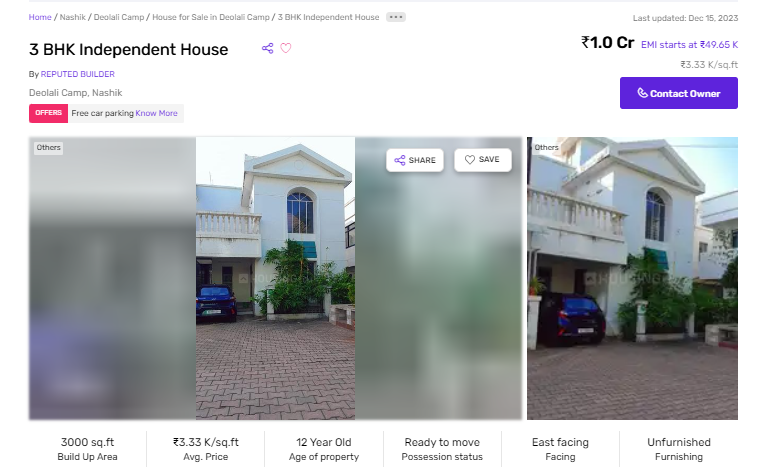 Home / Nashik / Deolali Camp / House for Sale in Deolali Camp / 3 BHK Independent House
Last updated: Dec 15, 2023
3 BHK Independent House
₹1.0 Cr EMI starts at ₹49.65 K
₹3.33 K/sq.ft
By REPUTED BUILDER
Contact Owner
Deolali Camp, Nashik
OFFERS Free car parking Know More
Others
SHARE
SAVE
Others
3000 sq.ft
Build Up Area
₹3.33 K/sq.ft
Avg. Price
12 Year Old
Age of property
Ready to move
Possession status
East facing
Facing
Unfurnished
Furnishing